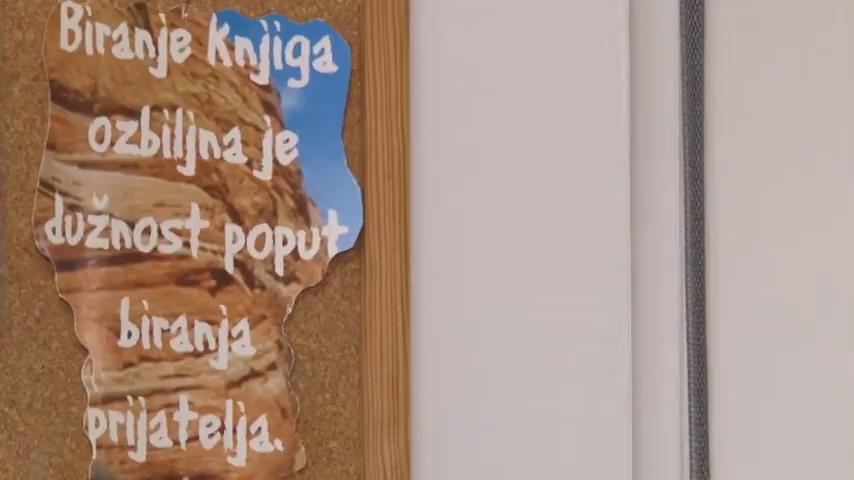 Biranje knjiga
ozbiljna je
dužnost poput
biranja
prijatelja.